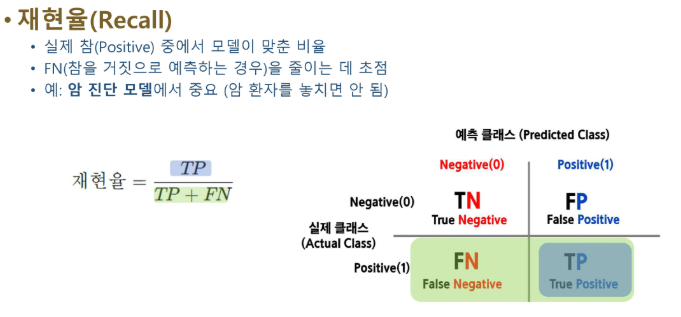 • 재현율(Recall)
• 실제 참(Positive) 중에서 모델이 맞춘 비율
• FN(참을 거짓으로 예측하는 경우)을 줄이는 데 초점
• 예: 암 진단 모델에서 중요 (암 환자를 놓치면 안 됨)
재현율 = TP / TP + FN
예측 클래스 (Predicted Class)
Negative(0) Positive(1)
Negative(0) TN FP
True Negative False Positive
실제 클래스
(Actual Class)
Positive(1) FN TP
False Negative True Positive